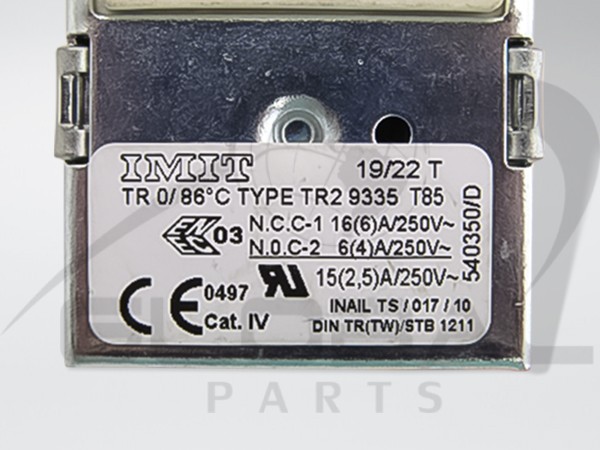 IMIT 19/22 T
TR 0/86°C TYPE TR2 9335 T85
03 N.C.C-1 16(6)A/250V~
N.O.C-2 6(4)A/250V~
540350/D
15(2,5)A/250V~
CE 0497
Cat. IV
INAIL TS/017/10
DIN TR(TW)/STB 1211
PARTS